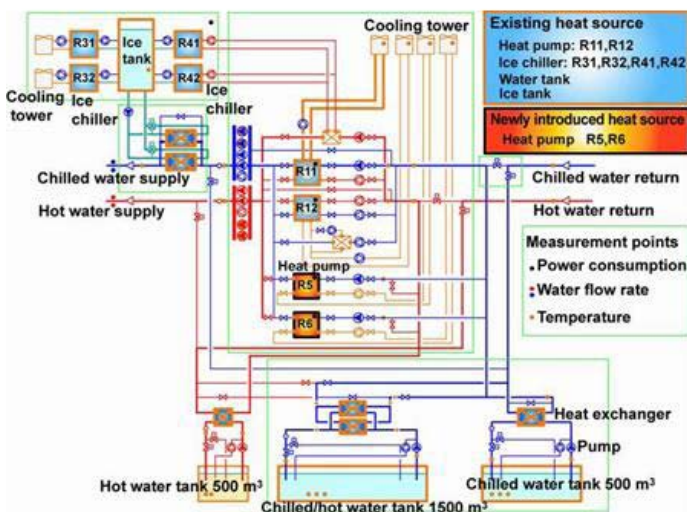 Cooling tower
Existing heat source
Heat pump: R11,R12
Ice chiller: R31,R32,R41,R42
Water tank
Ice tank
Newly introduced heat source
Heat pump R5,R6
R31
Ice
tank
R41
R32
R42
Cooling
tower
Ice
chiller
Ice
chiller
R11
Chilled water supply
Chilled water return
R12
Hot water supply
Hot water return
Measurement points
Power consumption
Water flow rate
Temperature
Heat pump
R5
R6
Heat exchanger
Pump
Hot water tank 500 m³
Chilled/hot water tank 1500 m³
Chilled water tank 500 m³